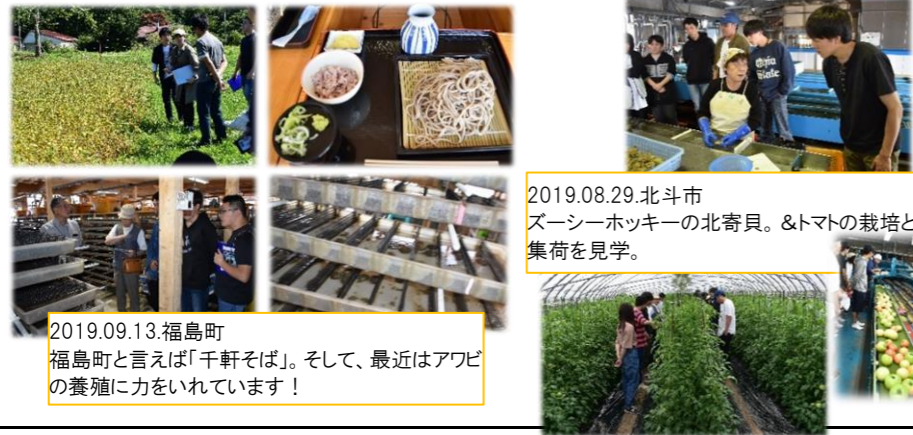 2019.08.29.北斗市
ズーシーホッキーの北寄貝。&トマトの栽培と
集荷を見学。
2019.09.13.福島町
福島町と言えば「千軒そば」。そして、最近はアワビ
の養殖に力をいれています！